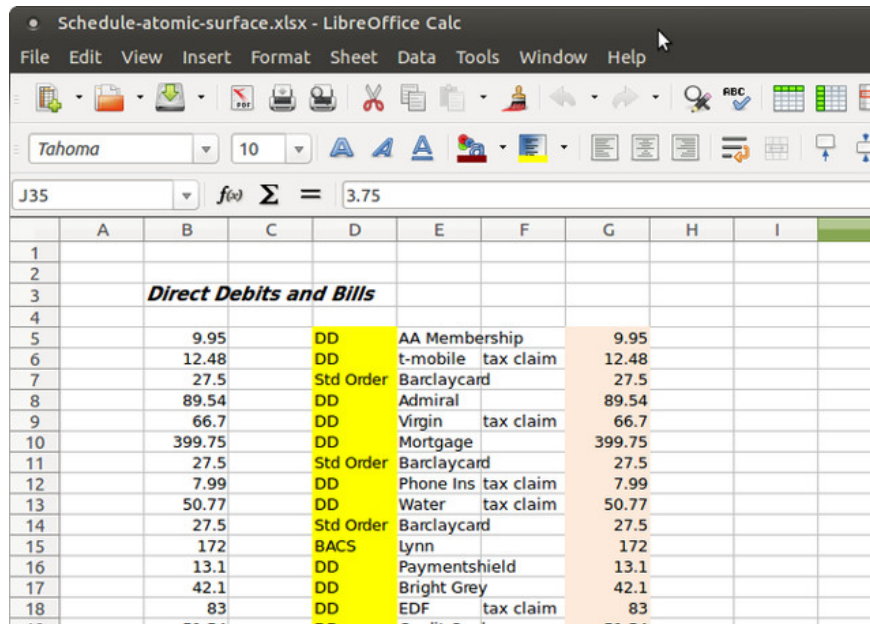 Schedule-atomic-surface.xlsx - LibreOffice Calc
File Edit View Insert Format Sheet Data Tools Window Help
PDF ABC
Tahoma 10
J35 f(x) Σ = 3.75
A B C D E F G H I
1
2
3 Direct Debits and Bills
4
5 9.95 DD AA Membership 9.95
6 12.48 DD t-mobile tax claim 12.48
7 27.5 Std Order Barclaycard 27.5
8 89.54 DD Admiral 89.54
9 66.7 DD Virgin tax claim 66.7
10 399.75 DD Mortgage 399.75
11 27.5 Std Order Barclaycard 27.5
12 7.99 DD Phone Ins tax claim 7.99
13 50.77 DD Water tax claim 50.77
14 27.5 Std Order Barclaycard 27.5
15 172 BACS Lynn 172
16 13.1 DD Paymentshield 13.1
17 42.1 DD Bright Grey 42.1
18 83 DD EDF tax claim 83